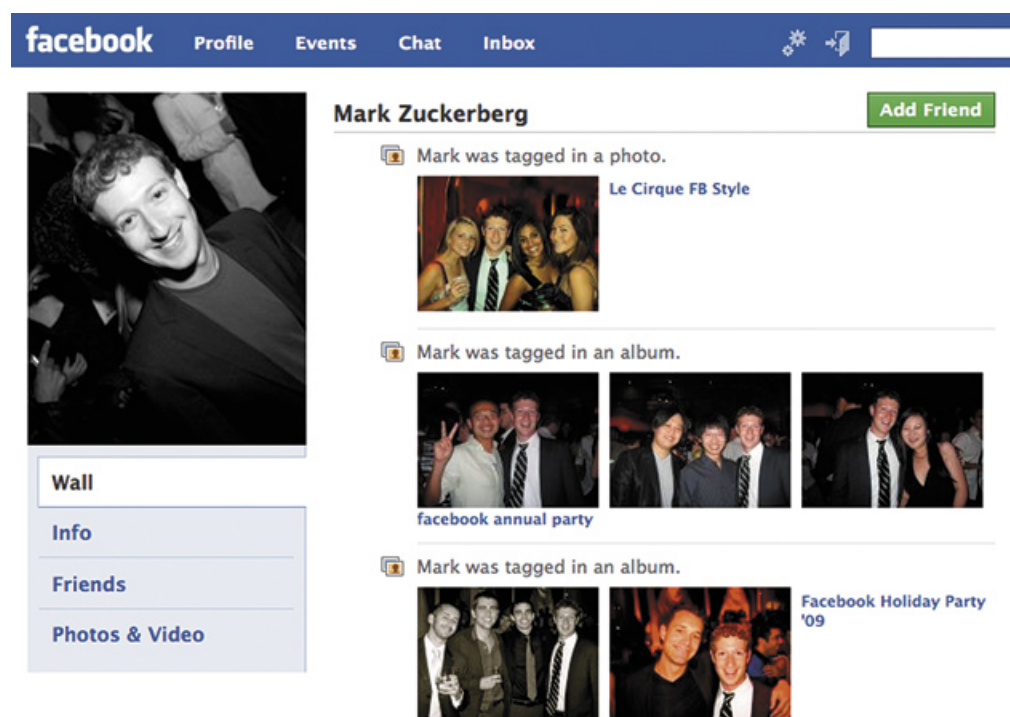 facebook Profile Events Chat Inbox
Mark Zuckerberg
Add Friend
Mark was tagged in a photo.
Le Cirque FB Style
Mark was tagged in an album.
facebook annual party
Mark was tagged in an album.
Facebook Holiday Party
'09
Wall
Info
Friends
Photos & Video